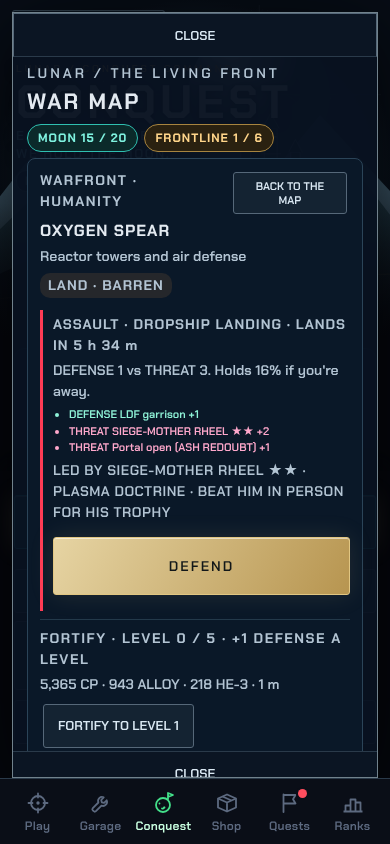 CLOSE
LUNAR / THE LIVING FRONT
WAR MAP
MOON 15 / 20
FRONTLINE 1 / 6
WARFRONT ·
HUMANITY
BACK TO THE
MAP
OXYGEN SPEAR
Reactor towers and air defense
LAND · BARREN
ASSAULT · DROPSHIP LANDING · LANDS
IN 5 h 34 m
DEFENSE 1 vs THREAT 3. Holds 16% if you're
away.
• DEFENSE LDF garrison +1
• THREAT SIEGE-MOTHER RHEEL ★★ +2
• THREAT Portal open (ASH REDOUBT) +1
LED BY SIEGE-MOTHER RHEEL ★★ ·
PLASMA DOCTRINE · BEAT HIM IN PERSON
FOR HIS TROPHY
DEFEND
FORTIFY · LEVEL 0 / 5 · +1 DEFENSE A
LEVEL
5,365 CP · 943 ALLOY · 218 HE-3 · 1 m
FORTIFY TO LEVEL 1
CLOSE
Play
Garage
Conquest
Shop
Quests
Ranks